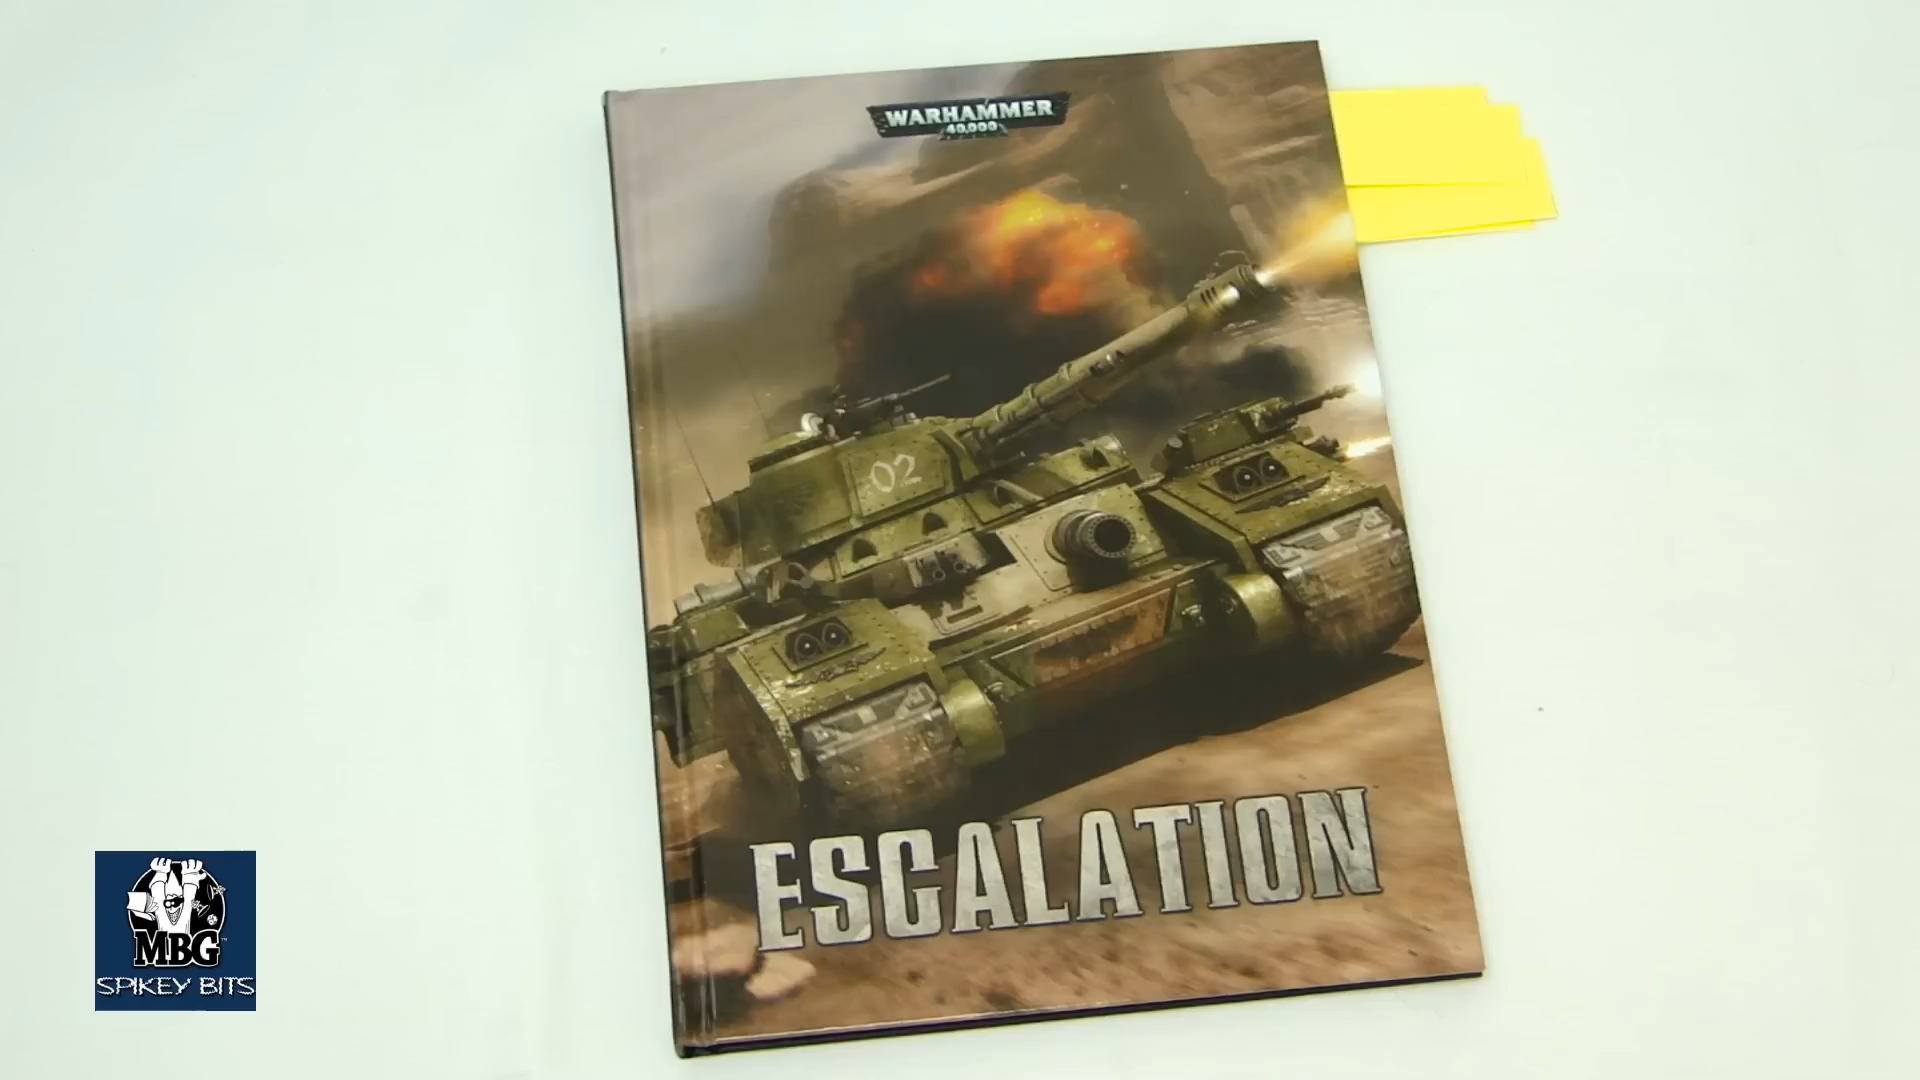 WARHAMMER
40,000
02
ESCALATION
MBG
SPIKEY BITS